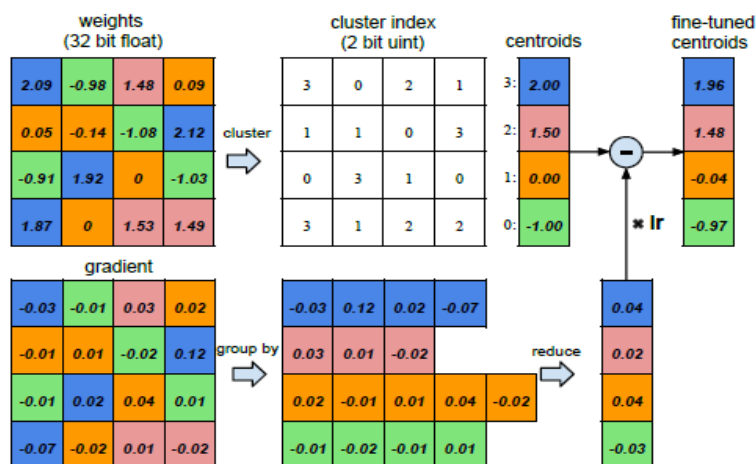 weights
(32 bit float)
cluster index
(2 bit uint)
centroids
fine-tuned
centroids
2.09 -0.98 1.48 0.09
0.05 -0.14 -1.08 2.12
-0.91 1.92 0 -1.03
1.87 0 1.53 1.49
cluster
3 0 2 1
1 1 0 3
0 3 1 0
3 1 2 2
3: 2.00
2: 1.50
1: 0.00
0: -1.00
-
× lr
1.96
1.48
-0.04
-0.97
gradient
-0.03 -0.01 0.03 0.02
-0.01 0.01 -0.02 0.12
-0.01 0.02 0.04 0.01
-0.07 -0.02 0.01 -0.02
group by
-0.03 0.12 0.02 -0.07
0.03 0.01 -0.02
0.02 -0.01 0.01 0.04 -0.02
-0.01 -0.02 -0.01 0.01
reduce
0.04
0.02
0.04
-0.03